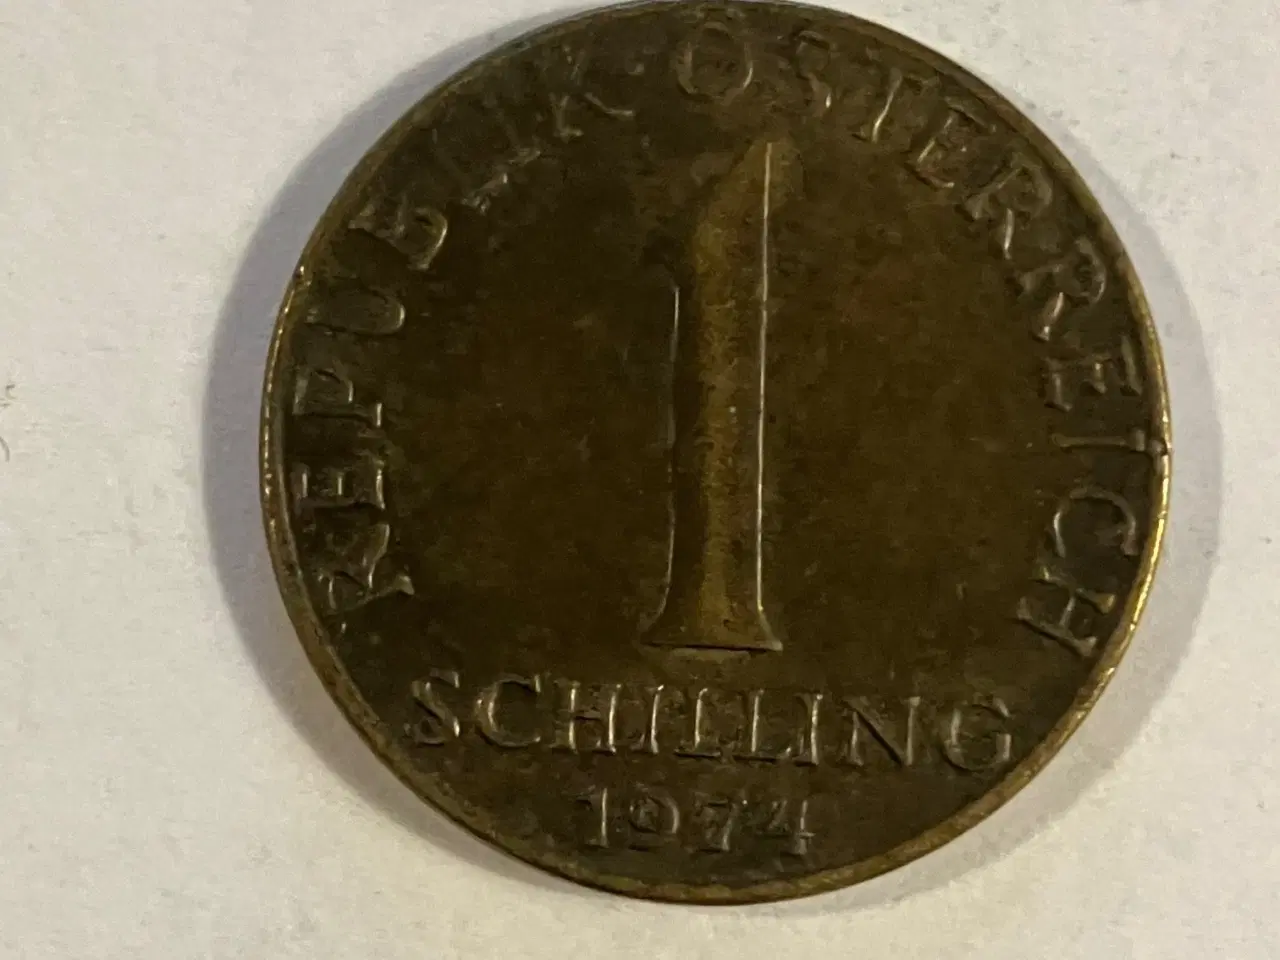 REPUBLIK·ÖSTERREICH
1
SCHILLING
1974